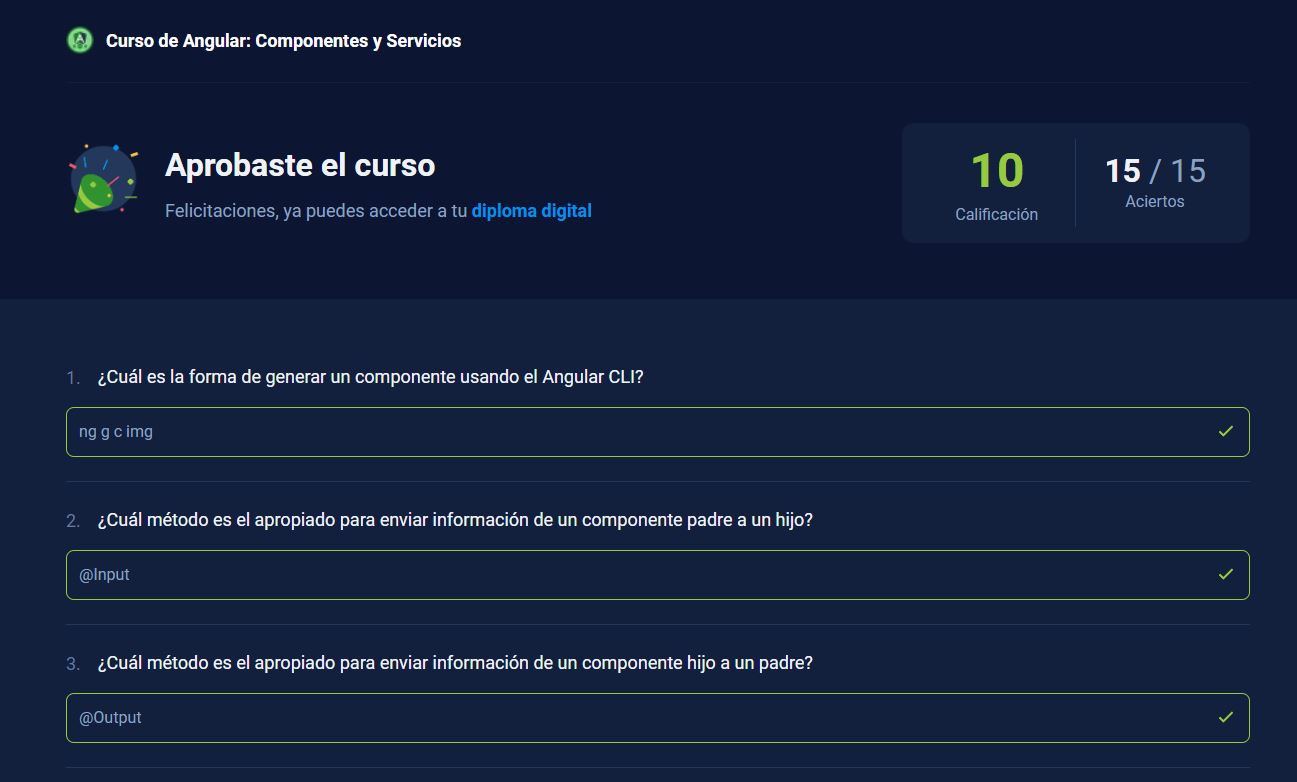 Curso de Angular: Componentes y Servicios
Aprobaste el curso
Felicitaciones, ya puedes acceder a tu diploma digital
10
Calificación
15 / 15
Aciertos
1. ¿Cuál es la forma de generar un componente usando el Angular CLI?
ng g c img
2. ¿Cuál método es el apropiado para enviar información de un componente padre a un hijo?
@Input
3. ¿Cuál método es el apropiado para enviar información de un componente hijo a un padre?
@Output